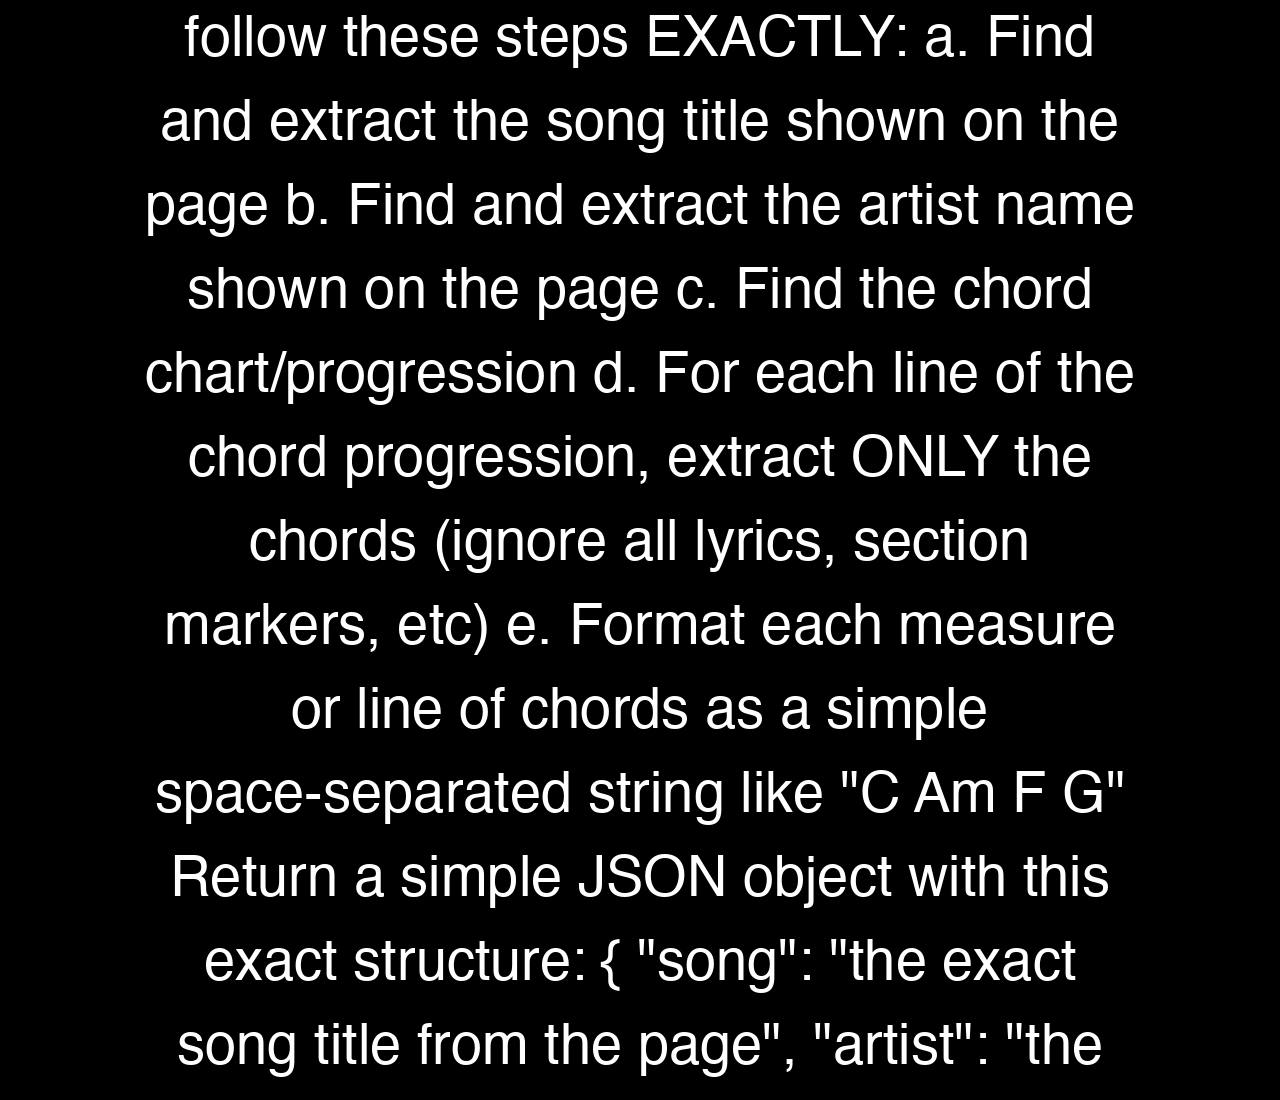 follow these steps EXACTLY: a. Find
and extract the song title shown on the
page b. Find and extract the artist name
shown on the page c. Find the chord
chart/progression d. For each line of the
chord progression, extract ONLY the
chords (ignore all lyrics, section
markers, etc) e. Format each measure
or line of chords as a simple
space-separated string like "C Am F G"
Return a simple JSON object with this
exact structure: { "song": "the exact
song title from the page", "artist": "the